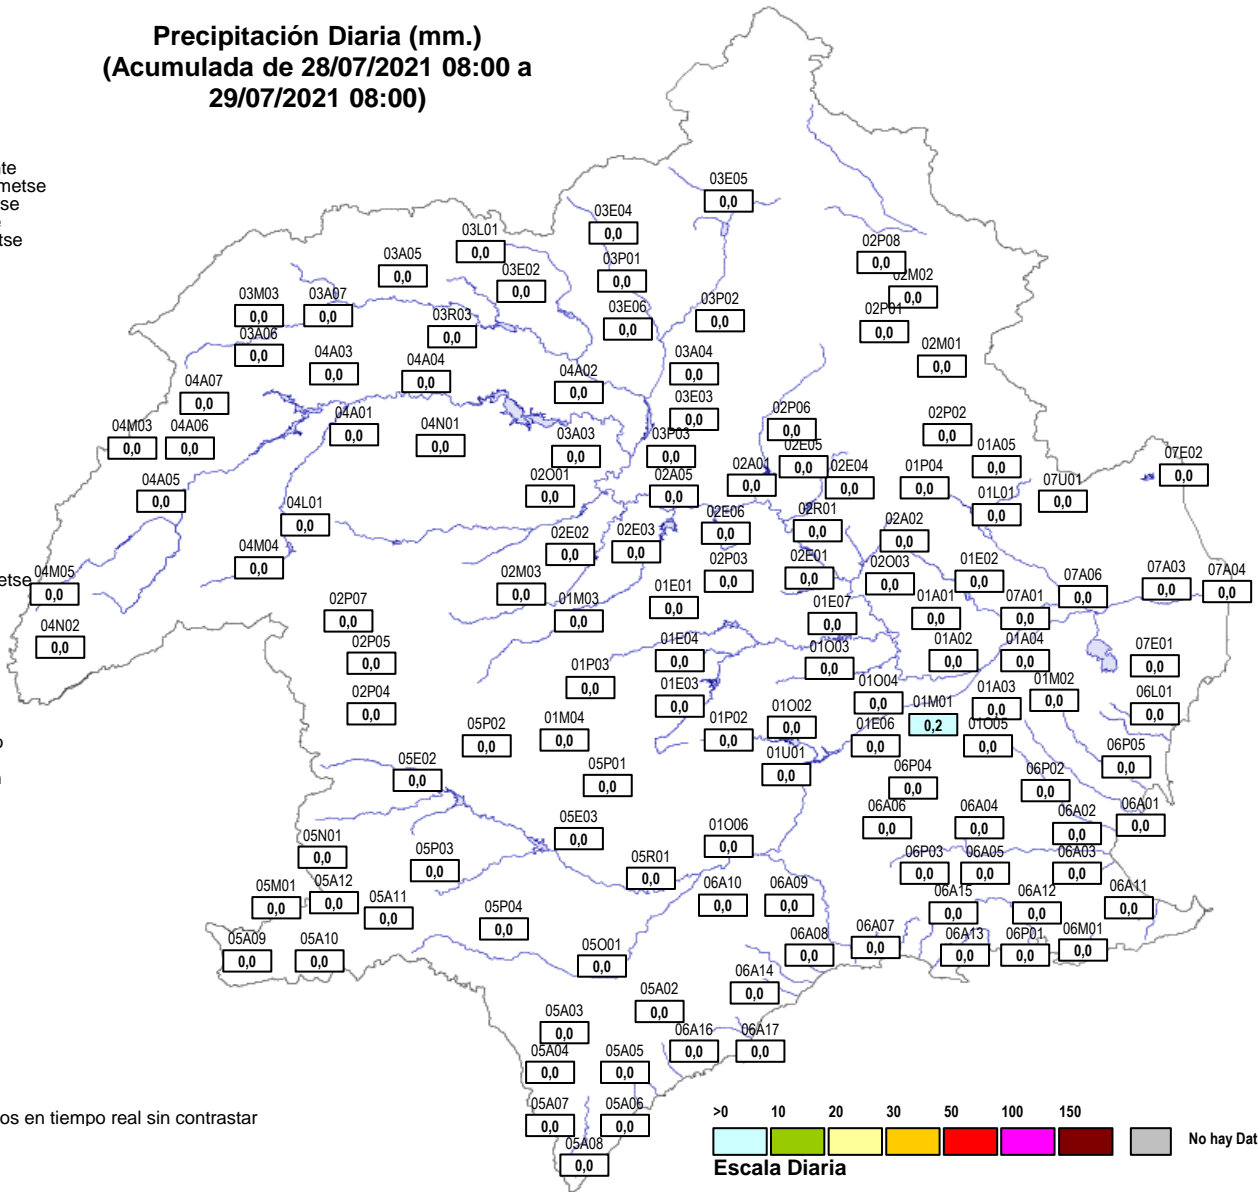 Precipitación Diaria (mm.)
(Acumulada de 28/07/2021 08:00 a
29/07/2021 08:00)
03E05
0,0
03E04
0,0
03L01
0,0
03A05
0,0
03P01
0,0
03E02
0,0
02P08
0,0
02M02
0,0
03M03
0,0
03A07
0,0
03P02
0,0
03E06
0,0
02P01
0,0
03R03
0,0
03A06
0,0
04A03
0,0
04A04
0,0
03A04
0,0
02M01
0,0
04A02
0,0
04A07
0,0
03E03
0,0
04A01
0,0
02P06
0,0
02P02
0,0
04M03
0,0
04A06
0,0
04N01
0,0
03A03
0,0
03P03
0,0
02E05
0,0
01A05
0,0
07E02
0,0
02O01
0,0
02A05
0,0
02A01
0,0
02E04
0,0
01P04
0,0
07U01
0,0
04A05
0,0
01L01
0,0
04L01
0,0
02E06
0,0
02R01
0,0
02A02
0,0
02E02
0,0
02E03
0,0
04M04
0,0
04M05
0,0
02M03
0,0
02P03
0,0
02E01
0,0
02O03
0,0
01E02
0,0
07A06
0,0
07A03
0,0
07A04
0,0
01E01
0,0
01M03
0,0
02P07
0,0
01E07
0,0
01A01
0,0
07A01
0,0
04N02
0,0
02P05
0,0
01E04
0,0
01O03
0,0
01A02
0,0
01A04
0,0
07E01
0,0
01P03
0,0
01E03
0,0
01O04
0,0
01A03
0,0
01M02
0,0
06L01
0,0
02P04
0,0
01M01
0,2
05P02
0,0
01M04
0,0
01P02
0,0
01O02
0,0
01E06
0,0
01O05
0,0
06P05
0,0
05E02
0,0
05P01
0,0
01U01
0,0
06P04
0,0
06P02
0,0
06A06
0,0
06A04
0,0
06A02
0,0
06A01
0,0
05E03
0,0
01O06
0,0
05N01
0,0
05P03
0,0
05R01
0,0
06P03
0,0
06A05
0,0
06A03
0,0
05M01
0,0
05A12
0,0
05A11
0,0
06A10
0,0
06A09
0,0
06A15
0,0
06A12
0,0
06A11
0,0
05P04
0,0
05A09
0,0
05A10
0,0
05O01
0,0
06A08
0,0
06A07
0,0
06A13
0,0
06P01
0,0
06M01
0,0
06A14
0,0
05A02
0,0
05A03
0,0
06A16
0,0
06A17
0,0
05A04
0,0
05A05
0,0
05A07
0,0
05A06
0,0
05A08
0,0
os en tiempo real sin contrastar
>0 10 20 30 50 100 150
No hay Dat
Escala Diaria